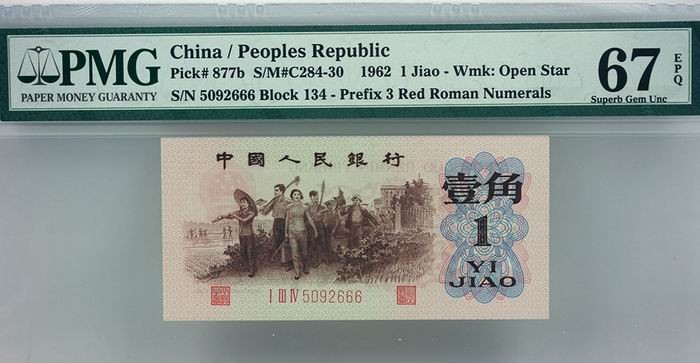 PMG
PAPER MONEY GUARANTY
China / Peoples Republic
Pick# 877b S/M#C284-30 1962 1 Jiao - Wmk: Open Star
S/N 5092666 Block 134 - Prefix 3 Red Roman Numerals
67
EPQ
Superb Gem Unc
中國人民銀行
壹角
1
YI
JIAO
I III IV 5092666